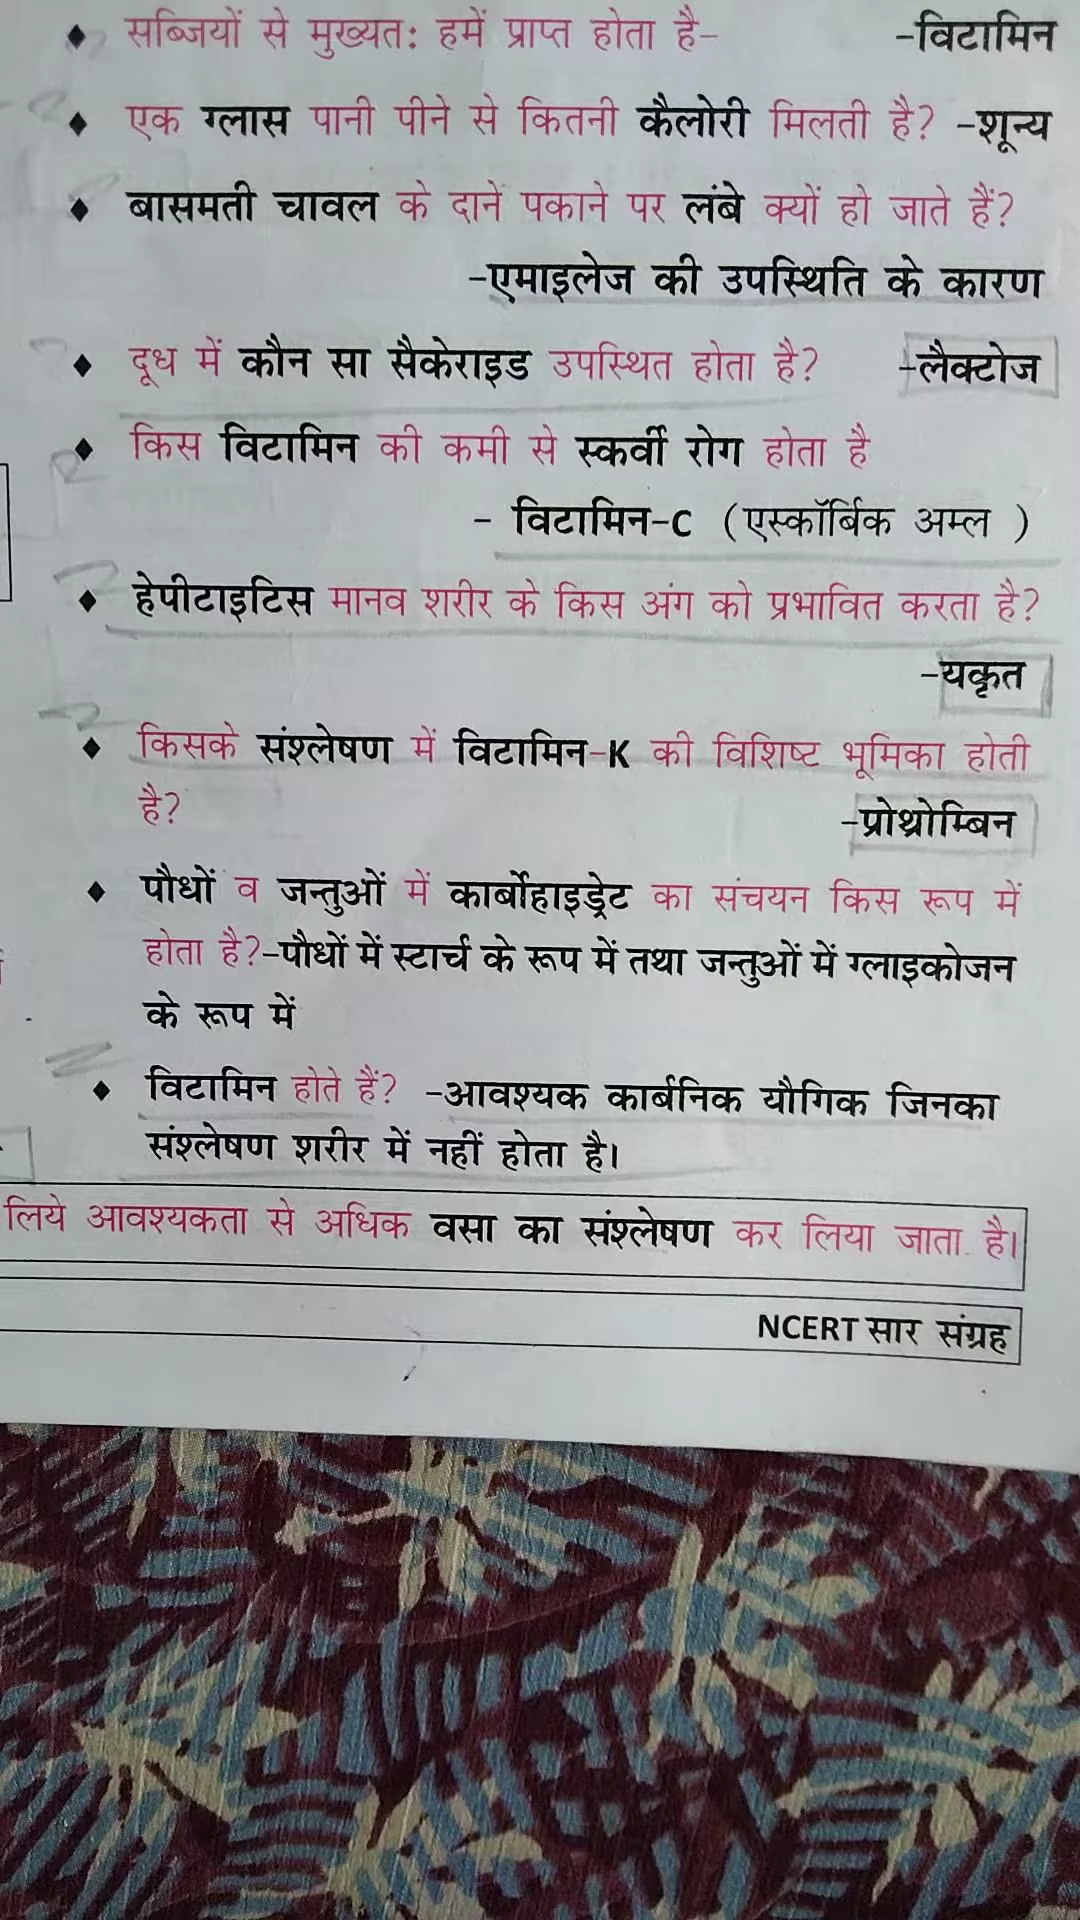 सब्जियों से मुख्यत: हमें प्राप्त होता है- -विटामिन
एक ग्लास पानी पीने से कितनी कैलोरी मिलती है? -शून्य
बासमती चावल के दानें पकाने पर लंबे क्यों हो जाते हैं?
-एमाइलेज की उपस्थिति के कारण
दूध में कौन सा सैकेराइड उपस्थित होता है? -लैक्टोज
किस विटामिन की कमी से स्कर्वी रोग होता है
- विटामिन-C (एस्कॉर्बिक अम्ल )
हेपीटाइटिस मानव शरीर के किस अंग को प्रभावित करता है?
-यकृत
किसके संश्लेषण में विटामिन-K की विशिष्ट भूमिका होती
है? -प्रोथ्रोम्बिन
पौधों व जन्तुओं में कार्बोहाइड्रेट का संचयन किस रूप में
होता है?-पौधों में स्टार्च के रूप में तथा जन्तुओं में ग्लाइकोजन
के रूप में
विटामिन होते हैं? -आवश्यक कार्बनिक यौगिक जिनका
संश्लेषण शरीर में नहीं होता है।
लिये आवश्यकता से अधिक वसा का संश्लेषण कर लिया जाता है।
NCERT सार संग्रह